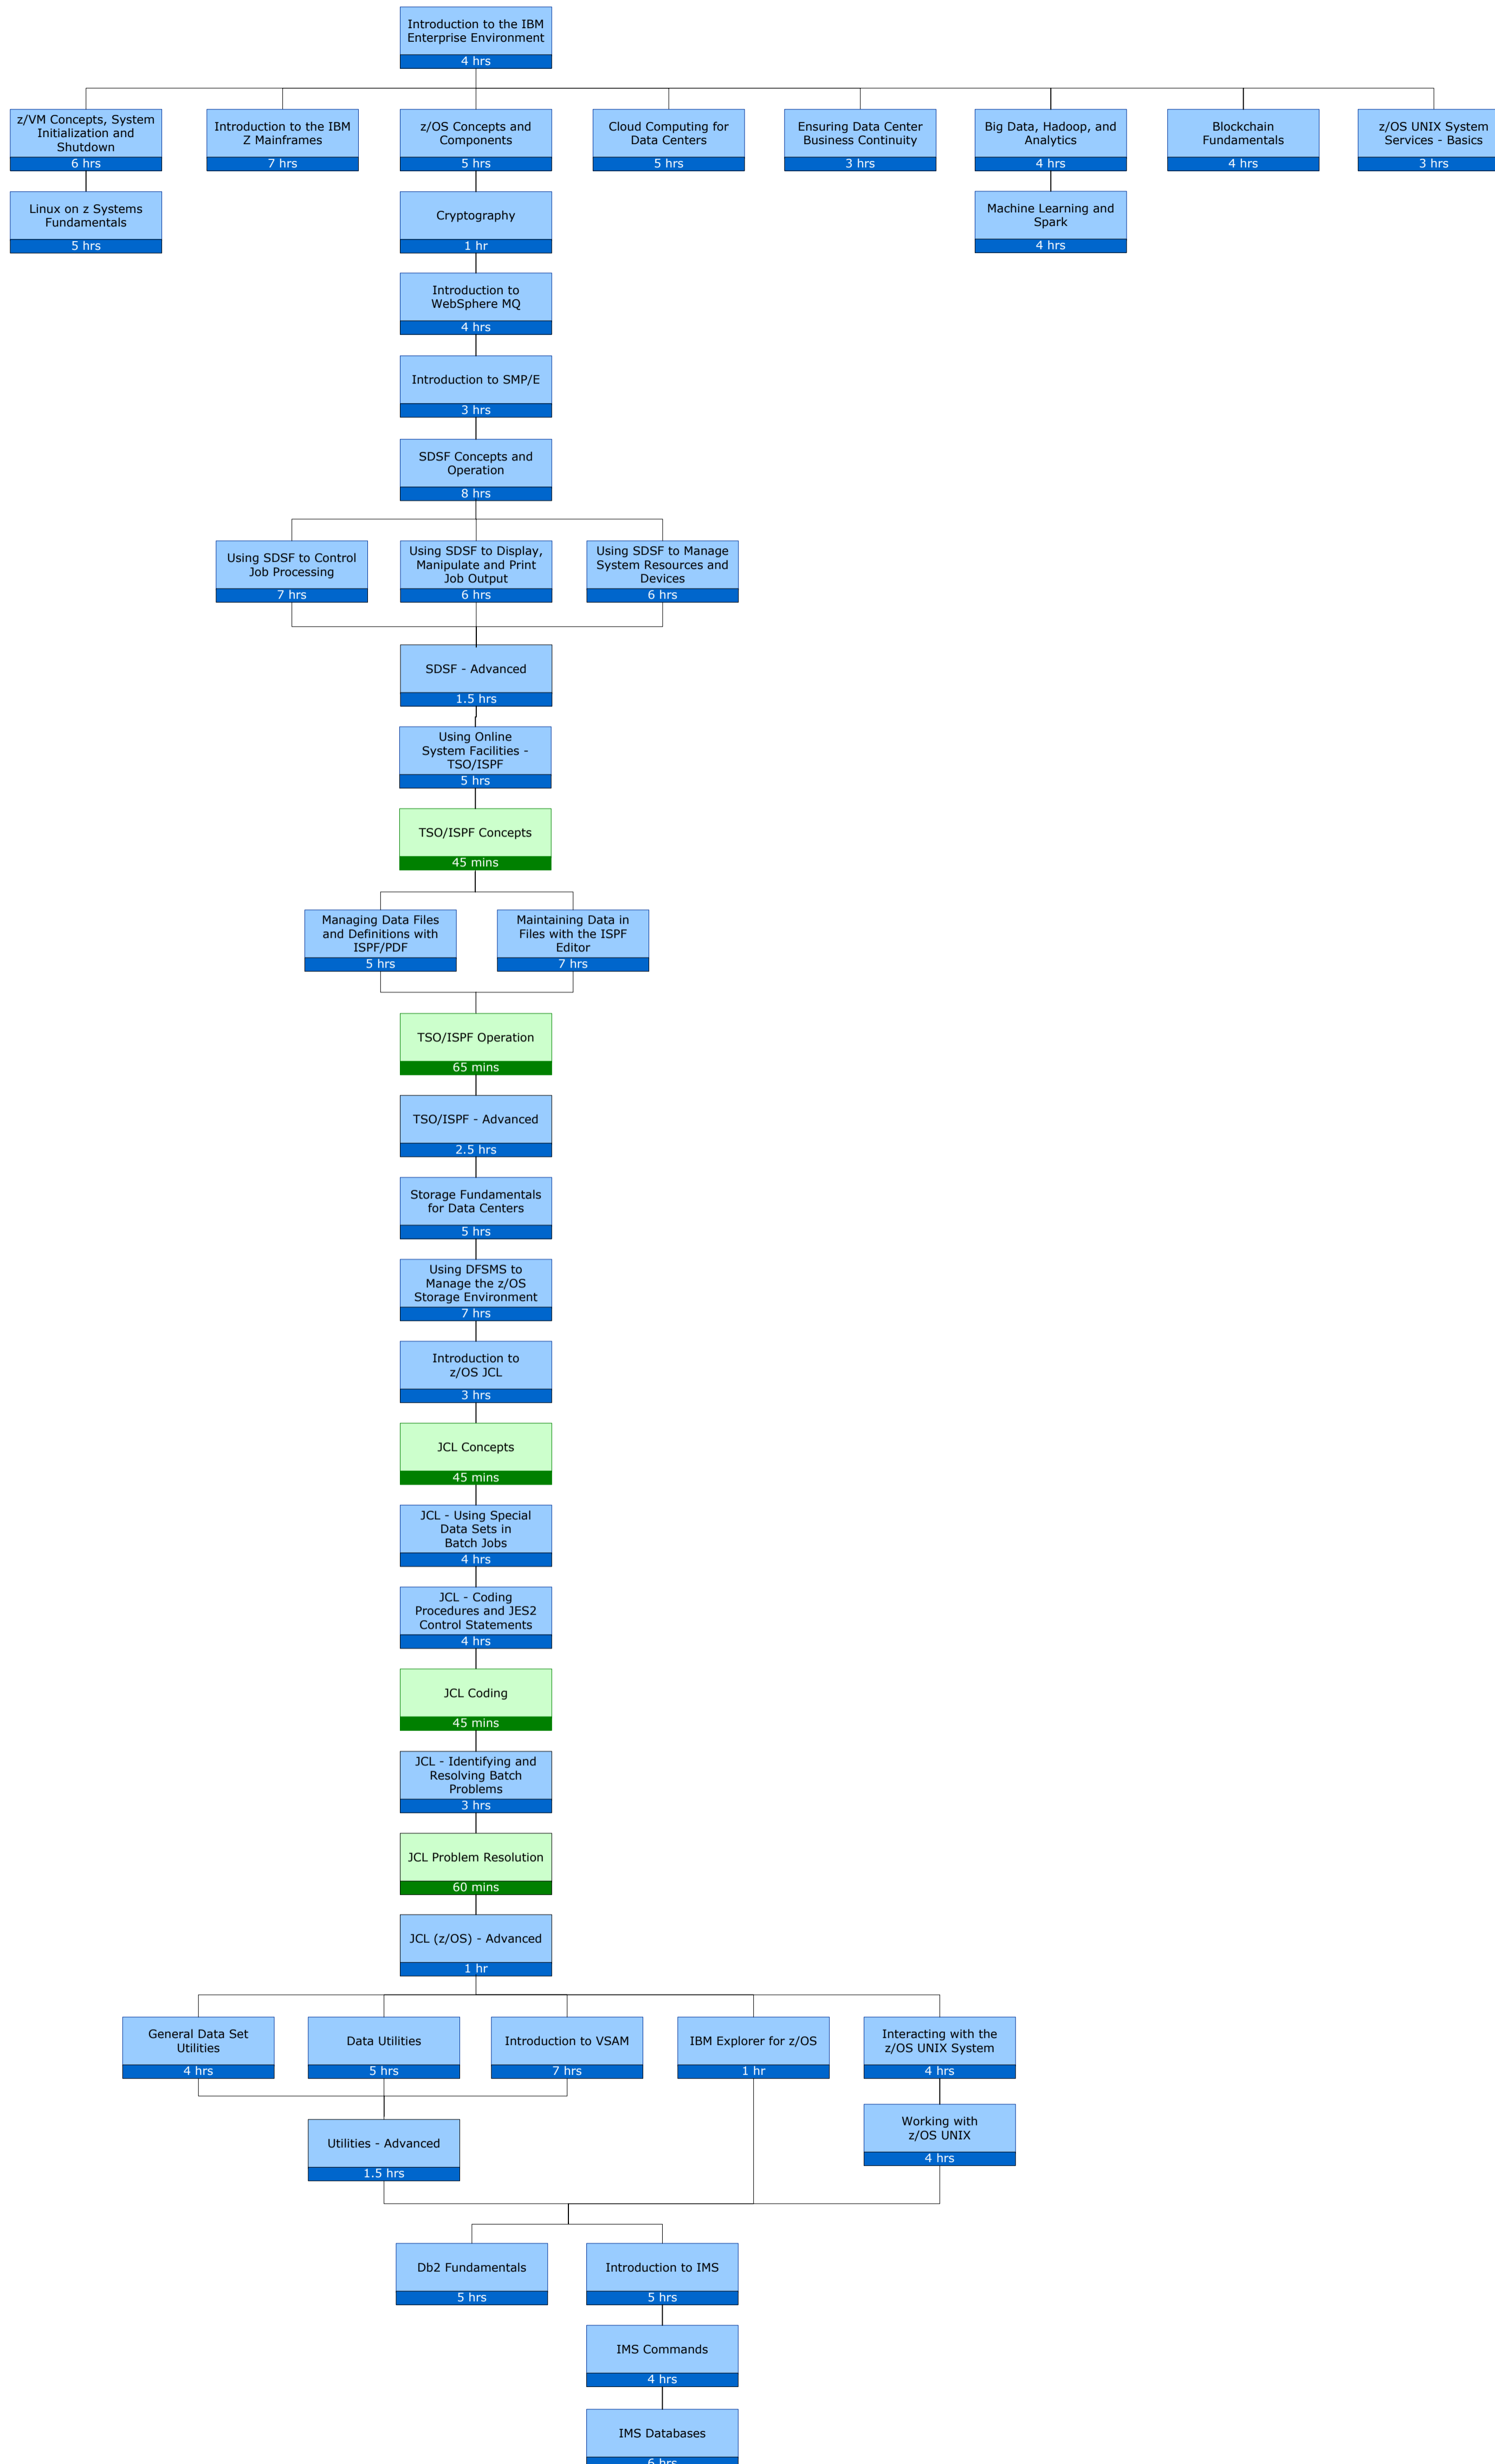 Introduction to the IBM
Enterprise Environment
4 hrs
z/VM Concepts, System
Initialization and
Shutdown
6 hrs
Introduction to the IBM
Z Mainframes
7 hrs
z/OS Concepts and
Components
5 hrs
Cloud Computing for
Data Centers
5 hrs
Ensuring Data Center
Business Continuity
3 hrs
Big Data, Hadoop, and
Analytics
4 hrs
Blockchain
Fundamentals
4 hrs
z/OS UNIX System
Services - Basics
3 hrs
Linux on z Systems
Fundamentals
5 hrs
Cryptography
1 hr
Machine Learning and
Spark
4 hrs
Introduction to
WebSphere MQ
4 hrs
Introduction to SMP/E
3 hrs
SDSF Concepts and
Operation
8 hrs
Using SDSF to Control
Job Processing
7 hrs
Using SDSF to Display,
Manipulate and Print
Job Output
6 hrs
Using SDSF to Manage
System Resources and
Devices
6 hrs
SDSF - Advanced
1.5 hrs
Using Online
System Facilities -
TSO/ISPF
5 hrs
TSO/ISPF Concepts
45 mins
Managing Data Files
and Definitions with
ISPF/PDF
5 hrs
Maintaining Data in
Files with the ISPF
Editor
7 hrs
TSO/ISPF Operation
65 mins
TSO/ISPF - Advanced
2.5 hrs
Storage Fundamentals
for Data Centers
5 hrs
Using DFSMS to
Manage the z/OS
Storage Environment
7 hrs
Introduction to
z/OS JCL
3 hrs
JCL Concepts
45 mins
JCL - Using Special
Data Sets in
Batch Jobs
4 hrs
JCL - Coding
Procedures and JES2
Control Statements
4 hrs
JCL Coding
45 mins
JCL - Identifying and
Resolving Batch
Problems
3 hrs
JCL Problem Resolution
60 mins
JCL (z/OS) - Advanced
1 hr
General Data Set
Utilities
4 hrs
Data Utilities
5 hrs
Introduction to VSAM
7 hrs
IBM Explorer for z/OS
1 hr
Interacting with the
z/OS UNIX System
4 hrs
Utilities - Advanced
1.5 hrs
Working with
z/OS UNIX
4 hrs
Db2 Fundamentals
5 hrs
Introduction to IMS
5 hrs
IMS Commands
4 hrs
IMS Databases
6 hrs